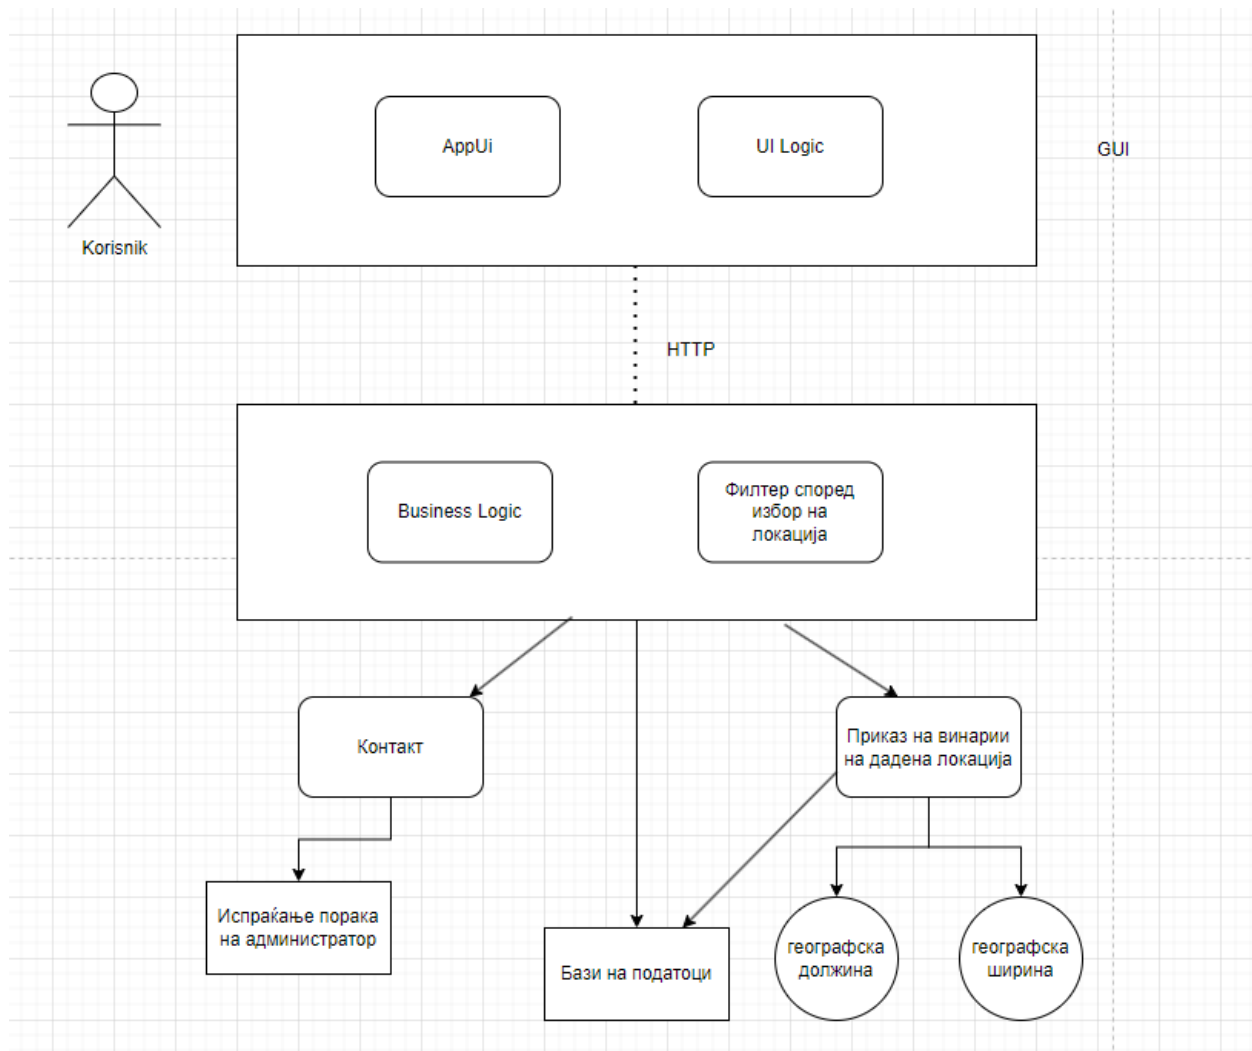 AppUi
UI Logic
GUI
Korisnik
HTTP
Business Logic
Филтер според
избор на
локација
Контакт
Приказ на винарии
на дадена локација
Испраќање порака
на администратор
Бази на податоци
географска
должина
географска
ширина